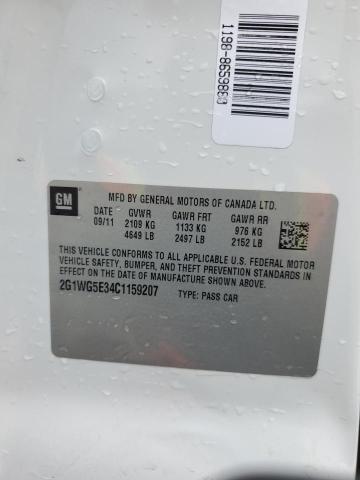 1198-8659860
GM
MFD BY GENERAL MOTORS OF CANADA LTD.
DATE GVWR GAWR FRT GAWR RR
09/11 2109 KG 1133 KG 976 KG
4649 LB 2497 LB 2152 LB
THIS VEHICLE CONFORMS TO ALL APPLICABLE U.S. FEDERAL MOTOR
VEHICLE SAFETY, BUMPER, AND THEFT PREVENTION STANDARDS IN
EFFECT ON THE DATE OF MANUFACTURE SHOWN ABOVE.
2G1WG5E34C1159207 TYPE: PASS CAR